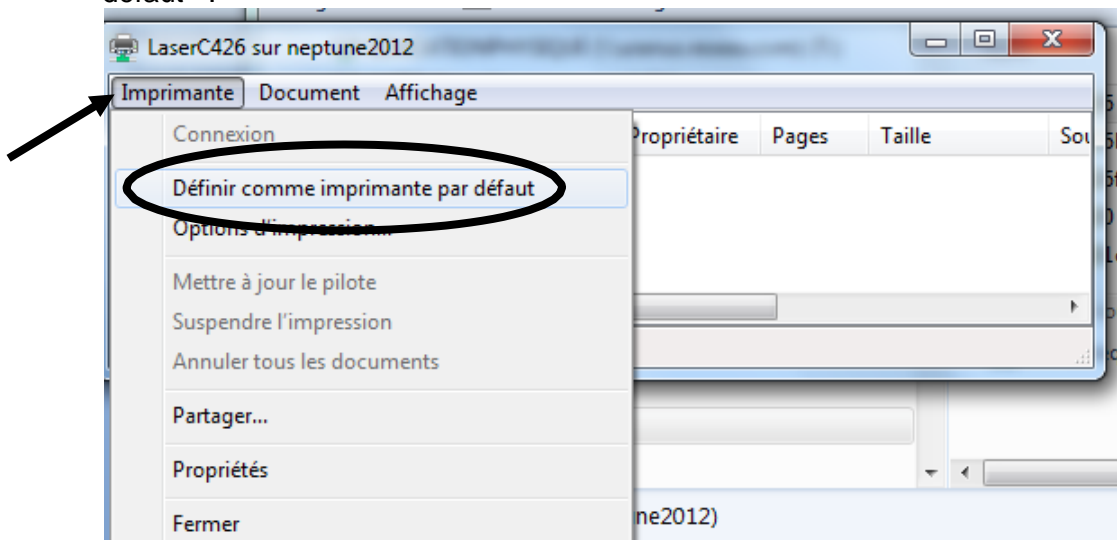 LaserC426 sur neptune2012
Imprimante Document Affichage
Connexion
Propriétaire Pages Taille
Définir comme imprimante par défaut
Options d'impression...
Mettre à jour le pilote
Suspendre l'impression
Annuler tous les documents
Partager...
Propriétés
Fermer
ne2012)